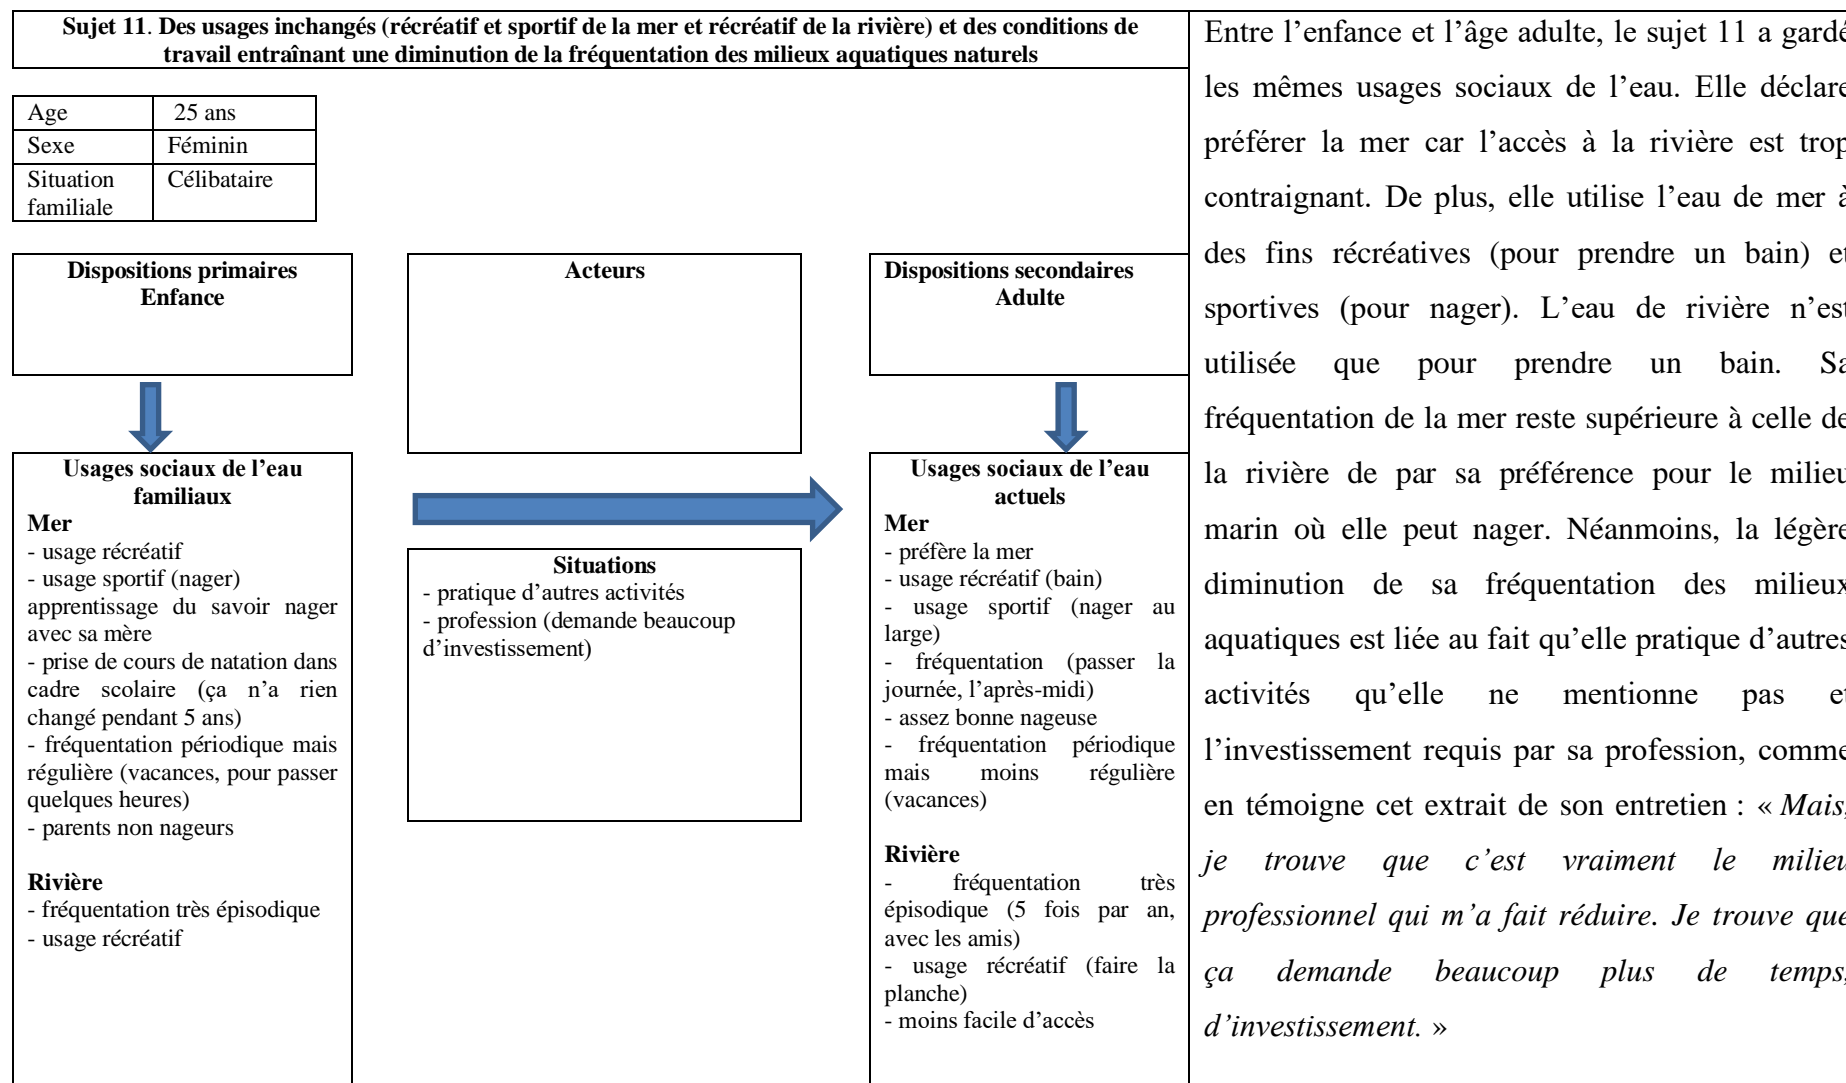 Sujet 11. Des usages inchangés (récréatif et sportif de la mer et récréatif de la rivière) et des conditions de
travail entraînant une diminution de la fréquentation des milieux aquatiques naturels
Age 25 ans
Sexe Féminin
Situation Célibataire
familiale
Dispositions primaires
Enfance
Usages sociaux de l’eau
familiaux
Mer
- usage récréatif
- usage sportif (nager)
apprentissage du savoir nager
avec sa mère
- prise de cours de natation dans
cadre scolaire (ça n’a rien
changé pendant 5 ans)
- fréquentation périodique mais
régulière (vacances, pour passer
quelques heures)
- parents non nageurs
Rivière
- fréquentation très épisodique
- usage récréatif
Acteurs
Situations
- pratique d’autres activités
- profession (demande beaucoup
d’investissement)
Dispositions secondaires
Adulte
Usages sociaux de l’eau
actuels
Mer
- préfère la mer
- usage récréatif (bain)
- usage sportif (nager au
large)
- fréquentation (passer la
journée, l’après-midi)
- assez bonne nageuse
- fréquentation périodique
mais moins régulière
(vacances)
Rivière
- fréquentation très
épisodique (5 fois par an,
avec les amis)
- usage récréatif (faire la
planche)
- moins facile d’accès
Entre l’enfance et l’âge adulte, le sujet 11 a gardé
les mêmes usages sociaux de l’eau. Elle déclare
préférer la mer car l’accès à la rivière est trop
contraignant. De plus, elle utilise l’eau de mer à
des fins récréatives (pour prendre un bain) et
sportives (pour nager). L’eau de rivière n’est
utilisée que pour prendre un bain. Sa
fréquentation de la mer reste supérieure à celle de
la rivière de par sa préférence pour le milieu
marin où elle peut nager. Néanmoins, la légère
diminution de sa fréquentation des milieux
aquatiques est liée au fait qu’elle pratique d’autres
activités qu’elle ne mentionne pas et
l’investissement requis par sa profession, comme
en témoigne cet extrait de son entretien : « Mais,
je trouve que c’est vraiment le milieu
professionnel qui m’a fait réduire. Je trouve que
ça demande beaucoup plus de temps,
d’investissement. »